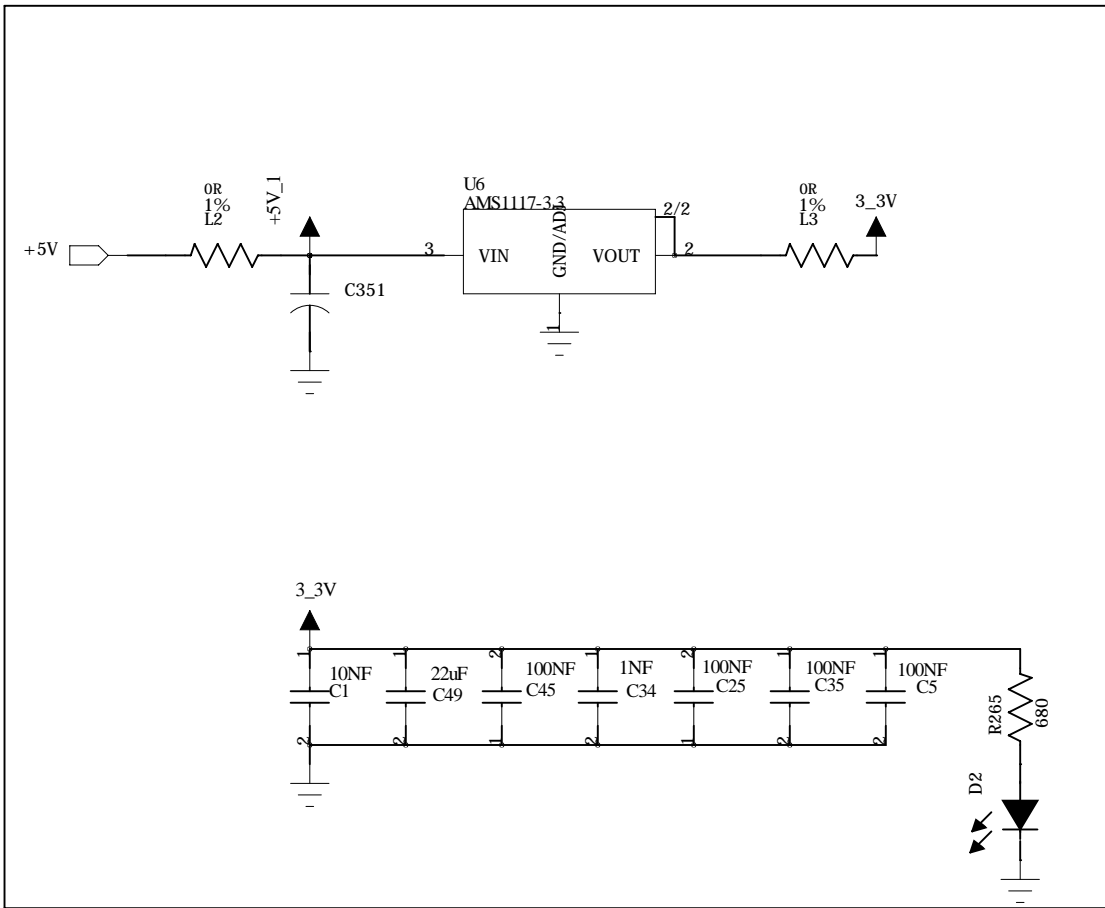 U6
AMS1117-3.3
0R
1%
L2
+5V_1
0R
1%
L3
3_3V
2/2
+5V
3
VIN
GND/ADJ
VOUT
2
C351
1
3_3V
1
1
2
1
2
1
1
10NF
C1
22uF
C49
100NF
C45
1NF
C34
100NF
C25
100NF
C35
100NF
C5
R265
680
2
2
1
2
1
2
2
D2